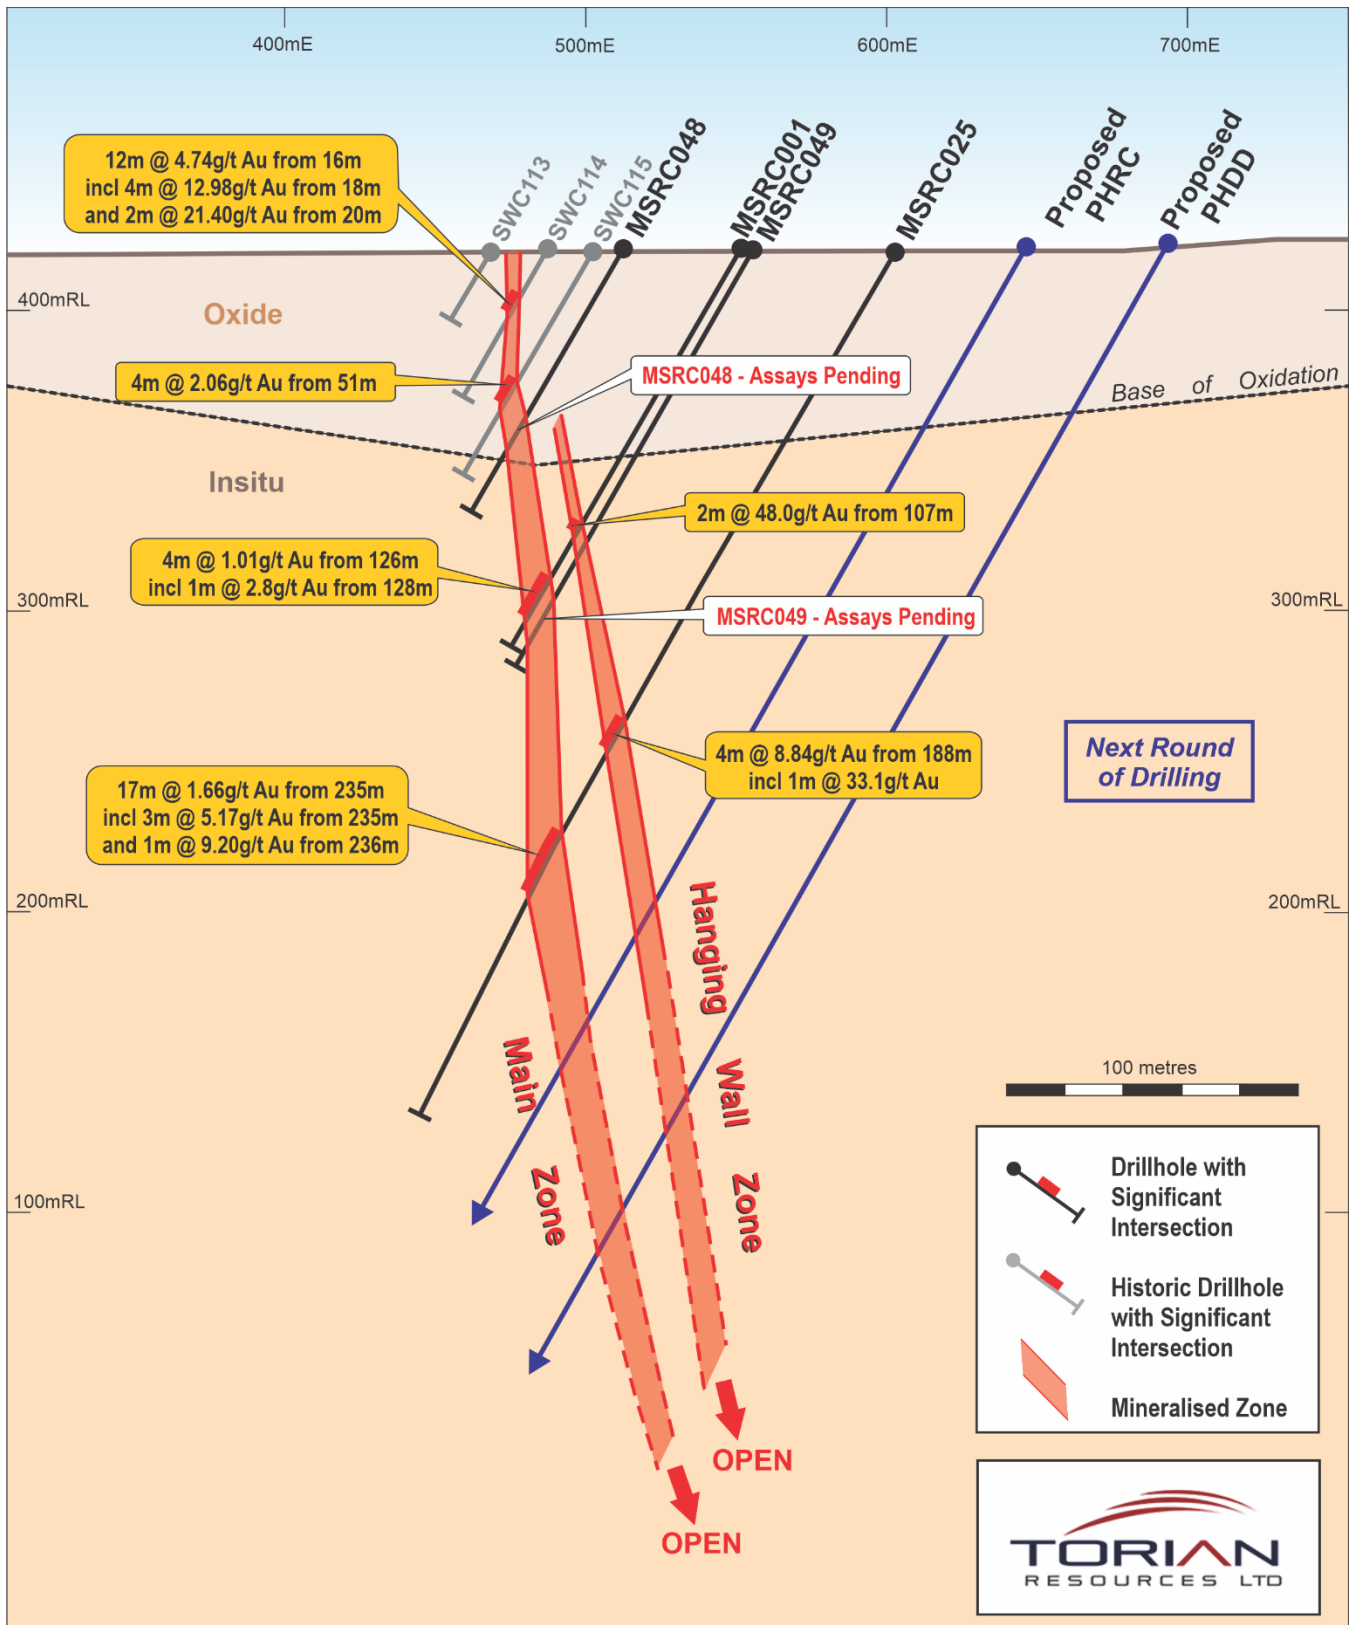 400mE
500mE
600mE
700mE
12m @ 4.74g/t Au from 16m
incl 4m @ 12.98g/t Au from 18m
and 2m @ 21.40g/t Au from 20m
SWC113
SWC114
SWC115
MSRC048
MSRC001
MSRC049
MSRC025
Proposed
PHRC
Proposed
PHDD
400mRL
Oxide
4m @ 2.06g/t Au from 51m
MSRC048 - Assays Pending
Base of Oxidation
Insitu
2m @ 48.0g/t Au from 107m
4m @ 1.01g/t Au from 126m
incl 1m @ 2.8g/t Au from 128m
300mRL
300mRL
MSRC049 - Assays Pending
4m @ 8.84g/t Au from 188m
incl 1m @ 33.1g/t Au
Next Round
of Drilling
17m @ 1.66g/t Au from 235m
incl 3m @ 5.17g/t Au from 235m
and 1m @ 9.20g/t Au from 236m
200mRL
200mRL
Hanging Wall Zone
Main Zone
100mRL
100 metres
Drillhole with
Significant
Intersection
Historic Drillhole
with Significant
Intersection
Mineralised Zone
OPEN
OPEN
TORIAN
RESOURCES LTD